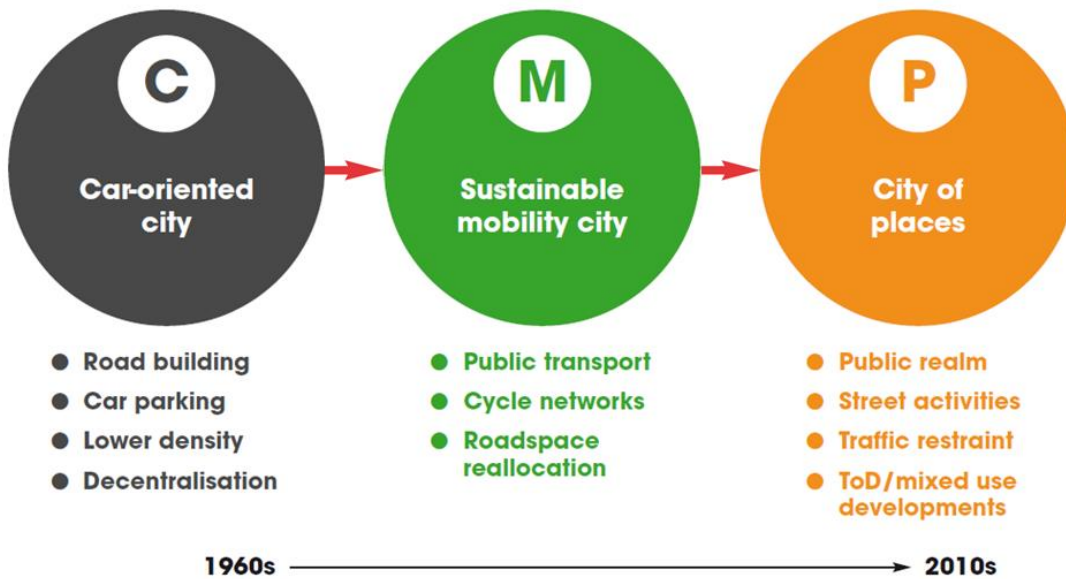 C
Car-oriented
city
Road building
Car parking
Lower density
Decentralisation
M
Sustainable
mobility city
Public transport
Cycle networks
Roadspace
reallocation
P
City of
places
Public realm
Street activities
Traffic restraint
ToD/mixed use
developments
1960s
2010s